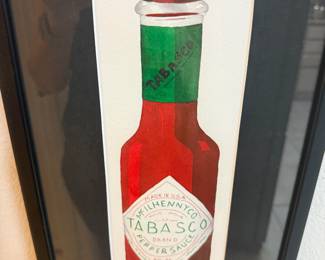 TABASCO
MADE IN U.S.A.
McILHENNY CO.
TABASCO
BRAND
PEPPER SAUCE